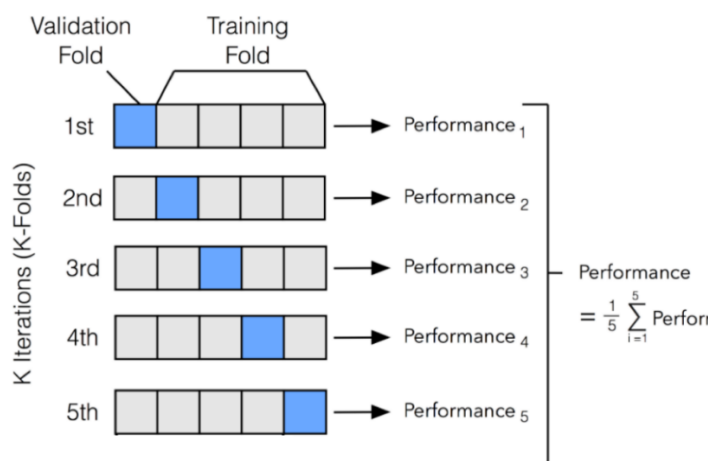 Validation
Fold
Training
Fold
K Iterations (K-Folds)
1st
Performance 1
2nd
Performance 2
3rd
Performance 3
4th
Performance 4
5th
Performance 5
Performance
= 1/5 5 ∑ i=1